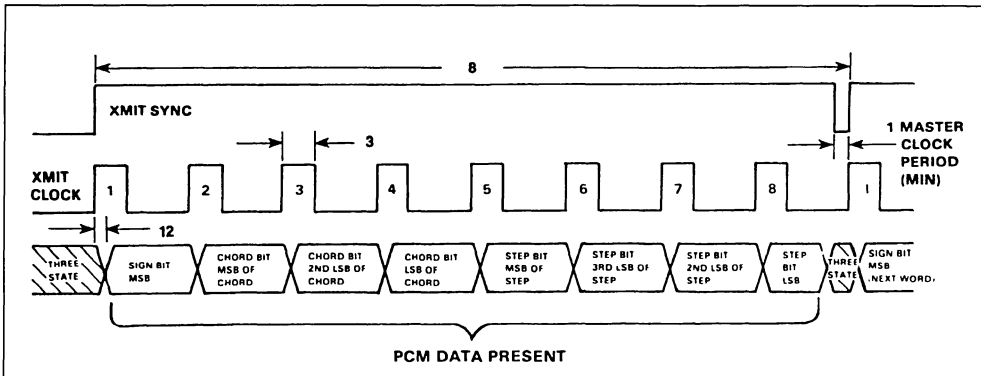 8
XMIT SYNC
3
1 MASTER
CLOCK
PERIOD
(MIN)
XMIT
CLOCK
1 2 3 4 5 6 7 8 1
12
THREE
STATE
SIGN BIT
MSB
CHORD BIT
MSB OF
CHORD
CHORD BIT
2ND LSB OF
CHORD
CHORD BIT
LSB OF
CHORD
STEP BIT
MSB OF
STEP
STEP BIT
3RD LSB OF
STEP
STEP BIT
2ND LSB OF
STEP
STEP
BIT
LSB
THREE
STATE
SIGN BIT
MSB
(NEXT WORD)
PCM DATA PRESENT